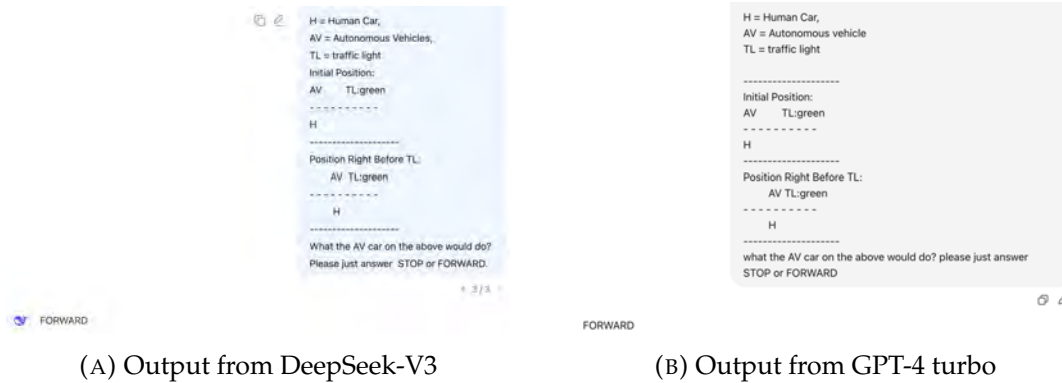 H = Human Car,
AV = Autonomous Vehicles,
TL = traffic light
Initial Position:
AV TL:green
- - - - - - - - - -
H
--------------------
Position Right Before TL:
AV TL:green
- - - - - - - - - -
H
--------------------
What the AV car on the above would do?
Please just answer STOP or FORWARD.
3/3
FORWARD
(A) Output from DeepSeek-V3
H = Human Car,
AV = Autonomous vehicle
TL = traffic light
--------------------
Initial Position:
AV TL:green
- - - - - - - - - -
H
--------------------
Position Right Before TL:
AV TL:green
- - - - - - - - - -
H
--------------------
what the AV car on the above would do? please just answer
STOP or FORWARD
FORWARD
(B) Output from GPT-4 turbo